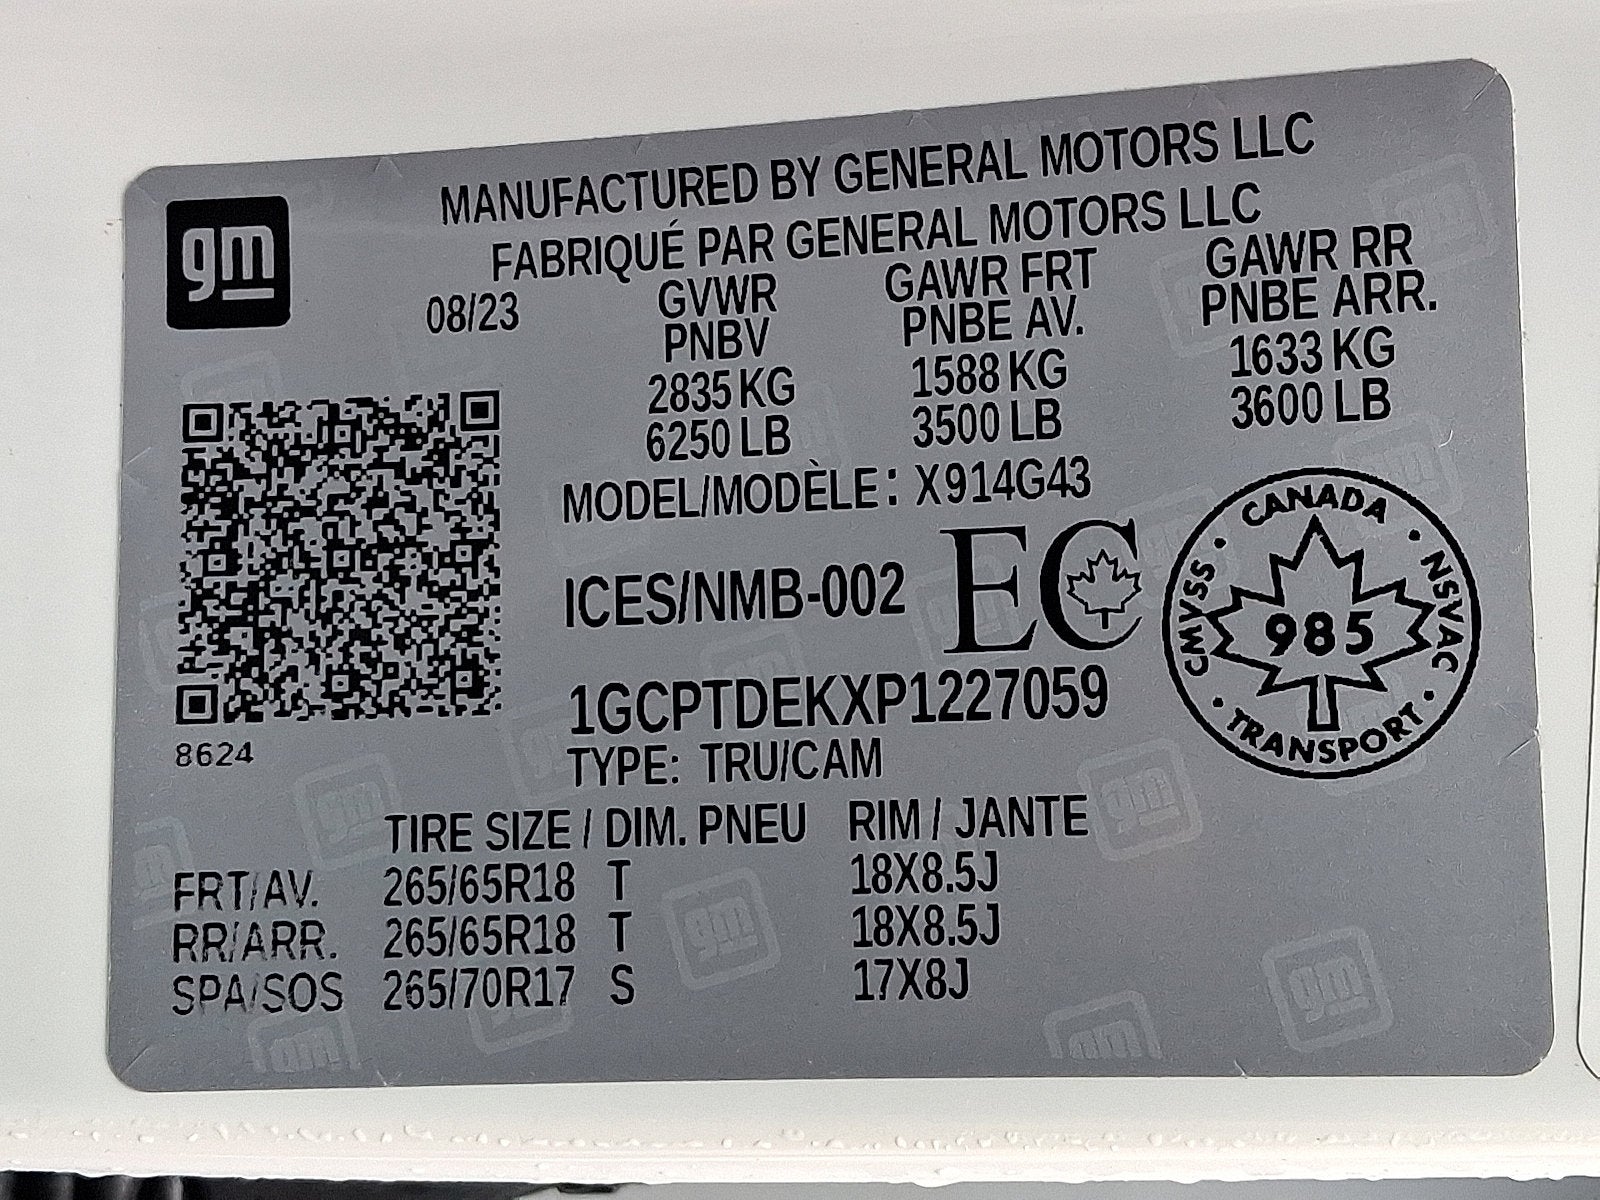 MANUFACTURED BY GENERAL MOTORS LLC
FABRIQUÉ PAR GENERAL MOTORS LLC
gm
08/23
GVWR GAWR FRT GAWR RR
PNBV PNBE AV. PNBE ARR.
2835 KG 1588 KG 1633 KG
6250 LB 3500 LB 3600 LB
MODEL/MODÈLE: X914G43
ICES/NMB-002 EC
CANADA
CMVSS · 985 · NSVAC
TRANSPORT
1GCPTDEKXP1227059
8624
TYPE: TRU/CAM
TIRE SIZE / DIM. PNEU RIM / JANTE
FRT/AV. 265/65R18 T 18X8.5J
RR/ARR. 265/65R18 T 18X8.5J
SPA/SOS 265/70R17 S 17X8J